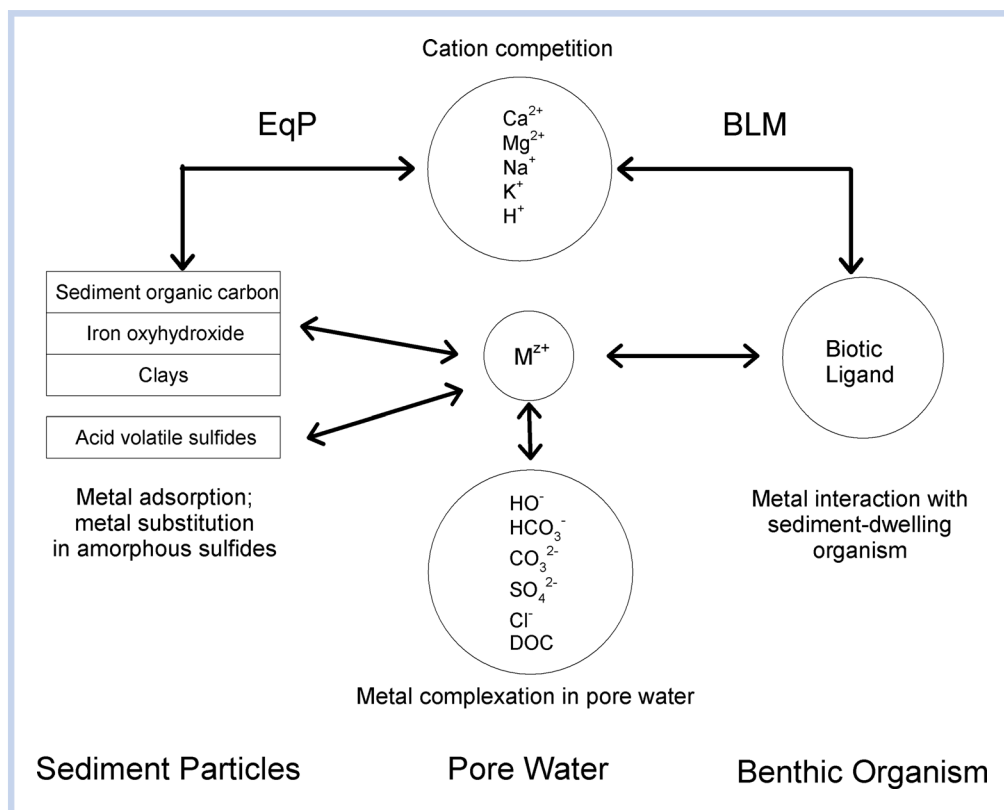 Cation competition
EqP
BLM
Ca²⁺
Mg²⁺
Na⁺
K⁺
H⁺
Sediment organic carbon
Iron oxyhydroxide
Clays
Acid volatile sulfides
Metal adsorption;
metal substitution
in amorphous sulfides
Mᶻ⁺
Biotic
Ligand
Metal interaction with
sediment-dwelling
organism
HO⁻
HCO₃⁻
CO₃²⁻
SO₄²⁻
Cl⁻
DOC
Metal complexation in pore water
Sediment Particles
Pore Water
Benthic Organism